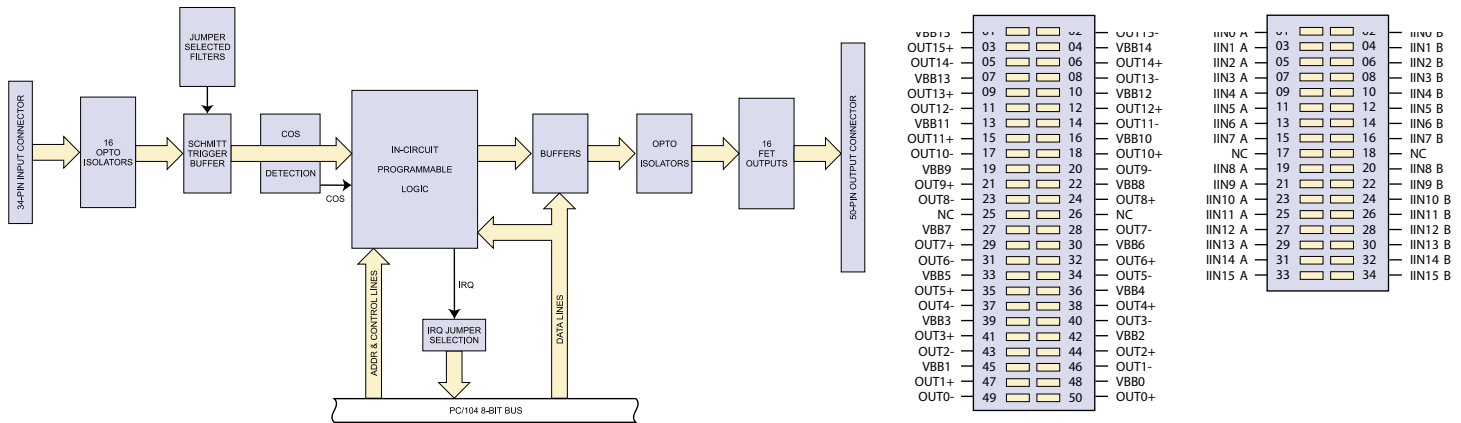 JUMPER
SELECTED
FILTERS
34-PIN INPUT CONNECTOR
16
OPTO
ISOLATORS
SCHMITT
TRIGGER
BUFFER
COS
DETECTION
COS
IN-CIRCUIT
PROGRAMMABLE
LOGIC
BUFFERS
OPTO
ISOLATORS
16
FET
OUTPUTS
50-PIN OUTPUT CONNECTOR
ADDR & CONTROL LINES
IRQ
IRQ JUMPER
SELECTION
DATA LINES
PC/104 8-BIT BUS
VBB15 01 02 OUT15-
OUT15+ 03 04 VBB14
OUT14- 05 06 OUT14+
VBB13 07 08 OUT13-
OUT13+ 09 10 VBB12
OUT12- 11 12 OUT12+
VBB11 13 14 OUT11-
OUT11+ 15 16 VBB10
OUT10- 17 18 OUT10+
VBB9 19 20 OUT9-
OUT9+ 21 22 VBB8
OUT8- 23 24 OUT8+
NC 25 26 NC
VBB7 27 28 OUT7-
OUT7+ 29 30 VBB6
OUT6- 31 32 OUT6+
VBB5 33 34 OUT5-
OUT5+ 35 36 VBB4
OUT4- 37 38 OUT4+
VBB3 39 40 OUT3-
OUT3+ 41 42 VBB2
OUT2- 43 44 OUT2+
VBB1 45 46 OUT1-
OUT1+ 47 48 VBB0
OUT0- 49 50 OUT0+
IIN0 A 01 02 IIN0 B
IIN1 A 03 04 IIN1 B
IIN2 A 05 06 IIN2 B
IIN3 A 07 08 IIN3 B
IIN4 A 09 10 IIN4 B
IIN5 A 11 12 IIN5 B
IIN6 A 13 14 IIN6 B
IIN7 A 15 16 IIN7 B
NC 17 18 NC
IIN8 A 19 20 IIN8 B
IIN9 A 21 22 IIN9 B
IIN10 A 23 24 IIN10 B
IIN11 A 25 26 IIN11 B
IIN12 A 27 28 IIN12 B
IIN13 A 29 30 IIN13 B
IIN14 A 31 32 IIN14 B
IIN15 A 33 34 IIN15 B